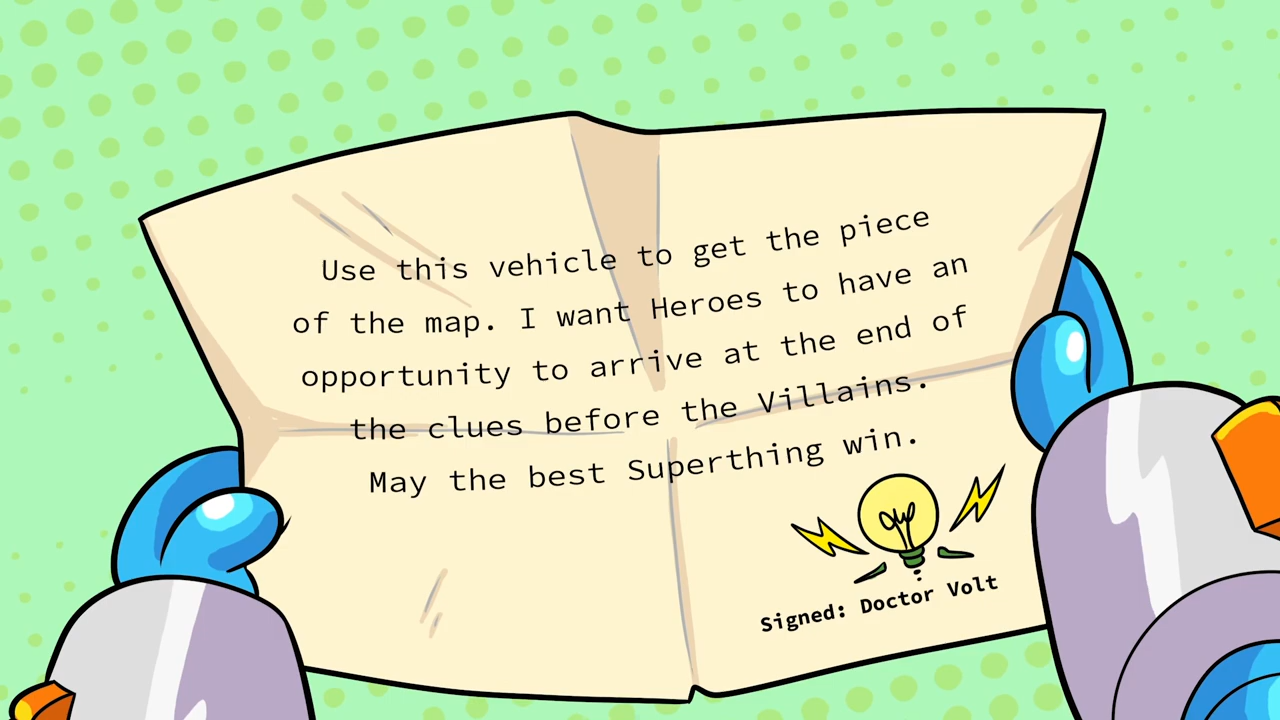 Use this vehicle to get the piece
of the map. I want Heroes to have an
opportunity to arrive at the end of
the clues before the Villains.
May the best Superthing win.
Signed: Doctor Volt